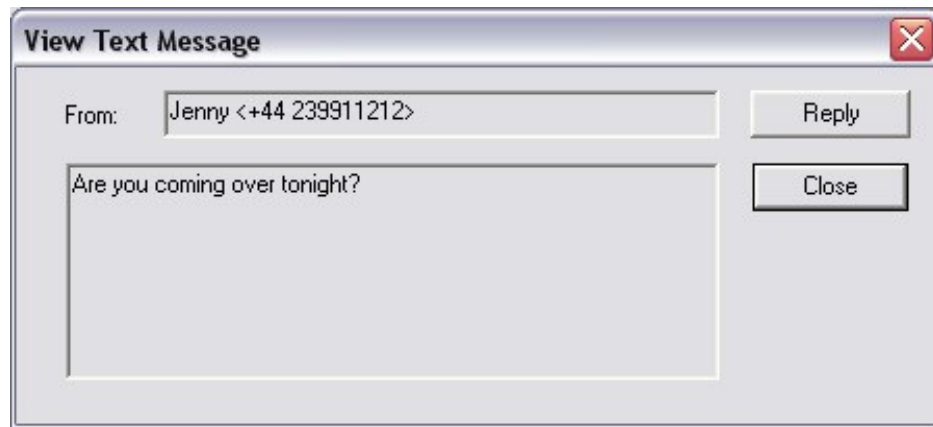 View Text Message
From: Jenny <+44 239911212>
Reply
Are you coming over tonight?
Close